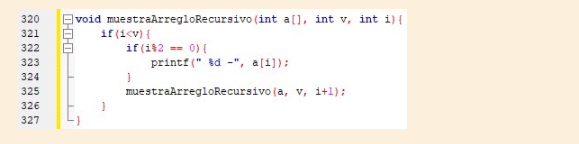 320 void muestraArregloRecursivo(int a[], int v, int i){
321     if(i<v){
322         if(i%2 == 0){
323             printf(" %d -", a[i]);
324         }
325         muestraArregloRecursivo(a, v, i+1);
326     }
327 }